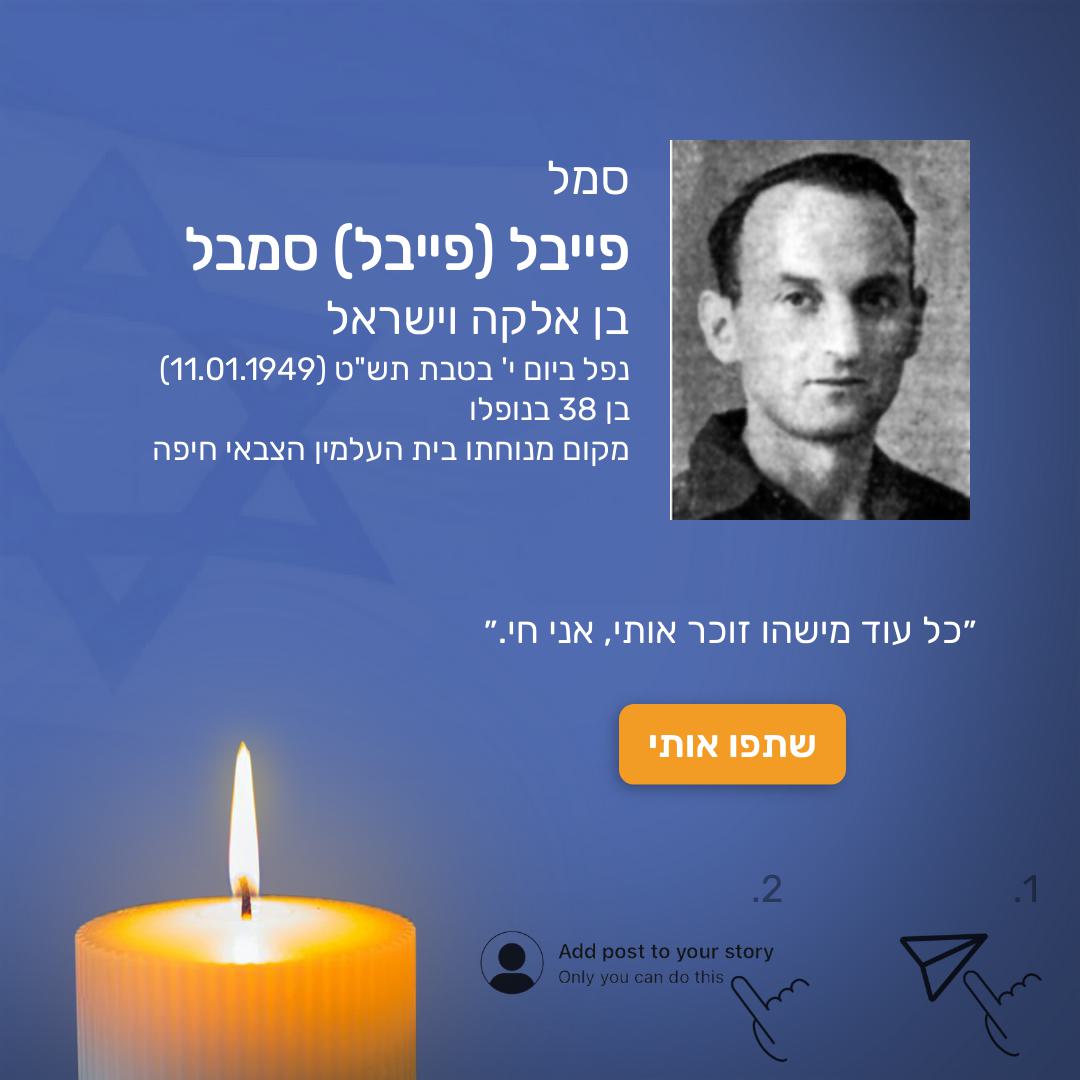 סמל
פייבל (פייבל) סמבל
בן אלקה וישראל
נפל ביום י' בטבת תש"ט (11.01.1949)
בן 38 בנופלו
מקום מנוחתו בית העלמין הצבאי חיפה
״כל עוד מישהו זוכר אותי, אני חי.״
שתפו אותי
.1
.2
Add post to your story
Only you can do this